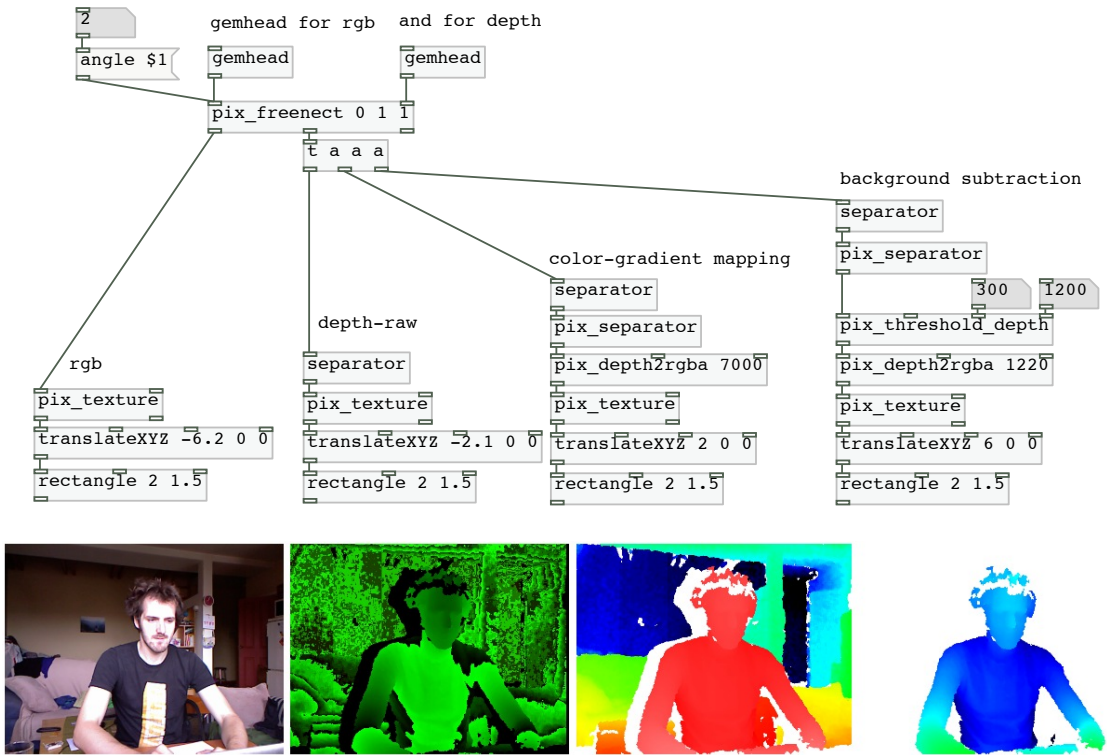 2
gemhead for rgb
and for depth
angle $1
gemhead
gemhead
pix_freenect 0 1 1
t a a a
background subtraction
separator
pix_separator
color-gradient mapping
separator
300
1200
depth-raw
pix_separator
pix_threshold_depth
rgb
separator
pix_depth2rgba 7000
pix_depth2rgba 1220
pix_texture
pix_texture
pix_texture
pix_texture
translateXYZ -6.2 0 0
translateXYZ -2.1 0 0
translateXYZ 2 0 0
translateXYZ 6 0 0
rectangle 2 1.5
rectangle 2 1.5
rectangle 2 1.5
rectangle 2 1.5